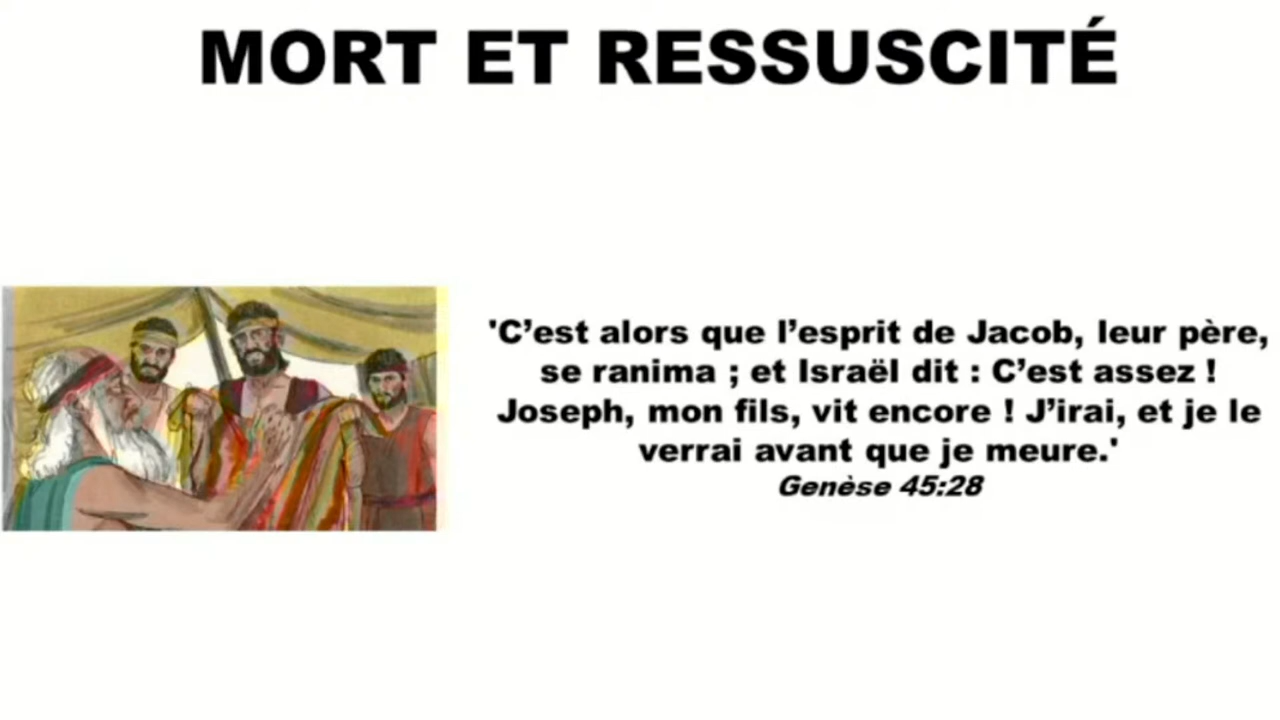 MORT ET RESSUSCITÉ
'C’est alors que l’esprit de Jacob, leur père,
se ranima ; et Israël dit : C’est assez !
Joseph, mon fils, vit encore ! J’irai, et je le
verrai avant que je meure.'
Genèse 45:28